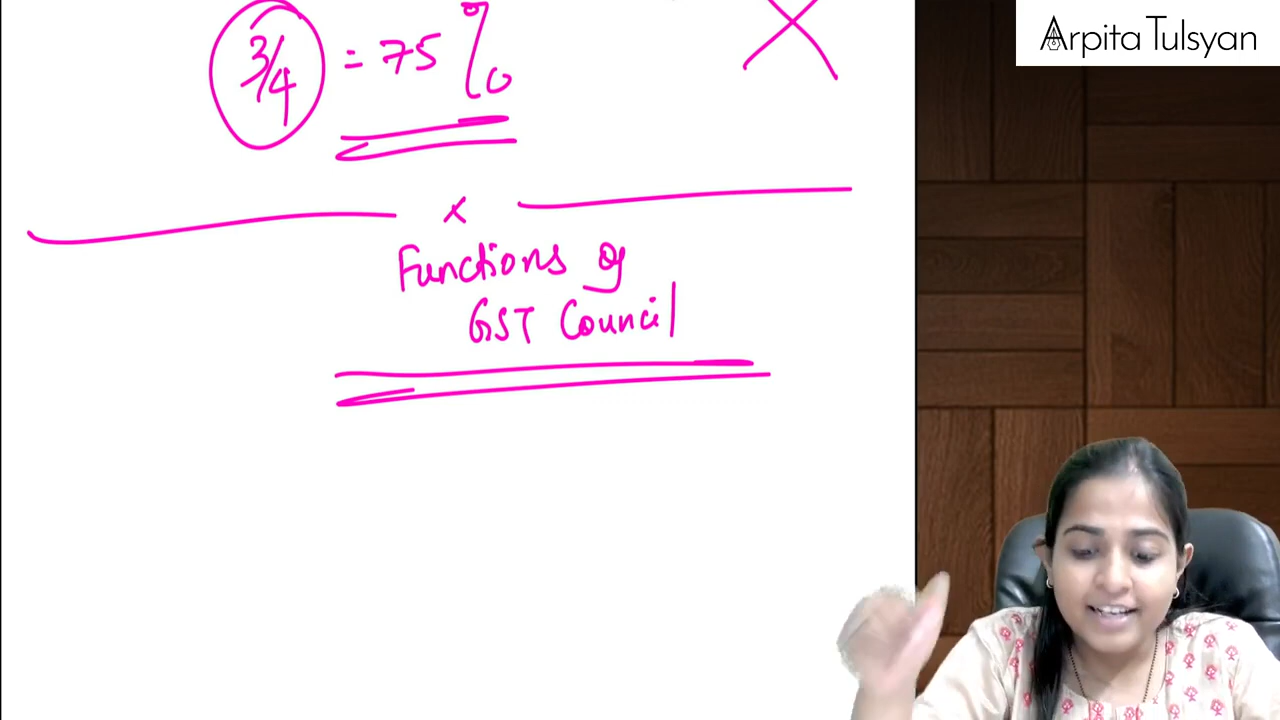 Arpita Tulsyan
3/4 = 75 %
x
Functions of
GST Council